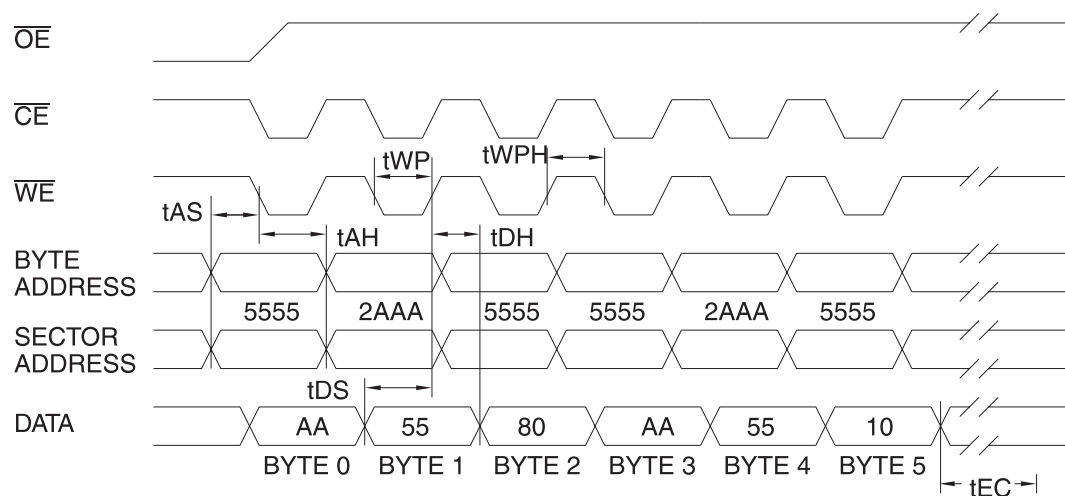 OE
CE
tWP
tWPH
WE
tAS
tAH
tDH
BYTE
ADDRESS
5555 2AAA 5555 5555 2AAA 5555
SECTOR
ADDRESS
tDS
DATA
AA 55 80 AA 55 10
BYTE 0 BYTE 1 BYTE 2 BYTE 3 BYTE 4 BYTE 5
tEC